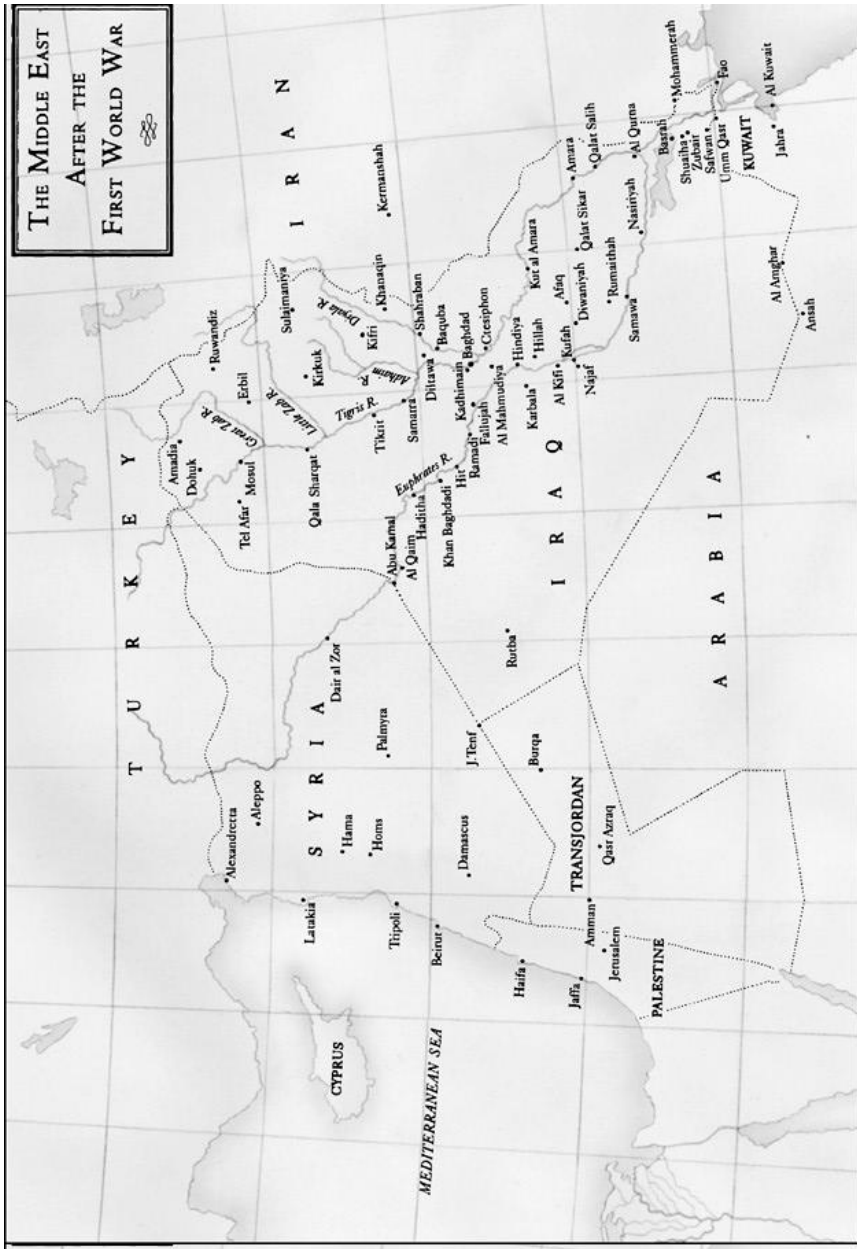 THE MIDDLE EAST
AFTER THE
FIRST WORLD WAR
TURKEY
Alexandretta
Aleppo
Amadia
Dohuk
Ruwandiz
Tel Afar
Mosul
Great Zab R.
Erbil
Latakia
SYRIA
Hama
Homs
Palmyra
Dair al Zor
Qala Sharqat
Little Zab R.
Kirkuk
Sulaimaniya
IRAN
CYPRUS
Tripoli
Abu Kamal
Al Qaim
Tikrit
Tigris R.
Samarra
Adhaim R.
Kifri
Diyala R.
Khanaqin
Kermanshah
MEDITERRANEAN SEA
Beirut
Damascus
J. Tenf
Euphrates R.
Haditha
Khan Baghdadi
Hit
Ramadi
Fallujah
Kadhimain
Baghdad
Diltawa
Baquba
Shahraban
Ctesiphon
Al Mahmudiya
Haifa
Burqa
Rutba
IRAQ
Karbala
Hindiya
Hillah
Kut al Amara
Jaffa
Amman
Jerusalem
TRANSJORDAN
Qasr Azraq
Al Kifi
Kufah
Najaf
Afaq
Diwaniyah
Qalat Sikar
Rumaithah
Amara
Qalat Salih
PALESTINE
Samawa
Nasiriyah
Al Qurna
Basrah
Shuaiba
Zubair
Safwan
Umm Qasr
Mohammerah
Fao
KUWAIT
Jahra
Al Kuwait
ARABIA
Al Amghar
Ansah